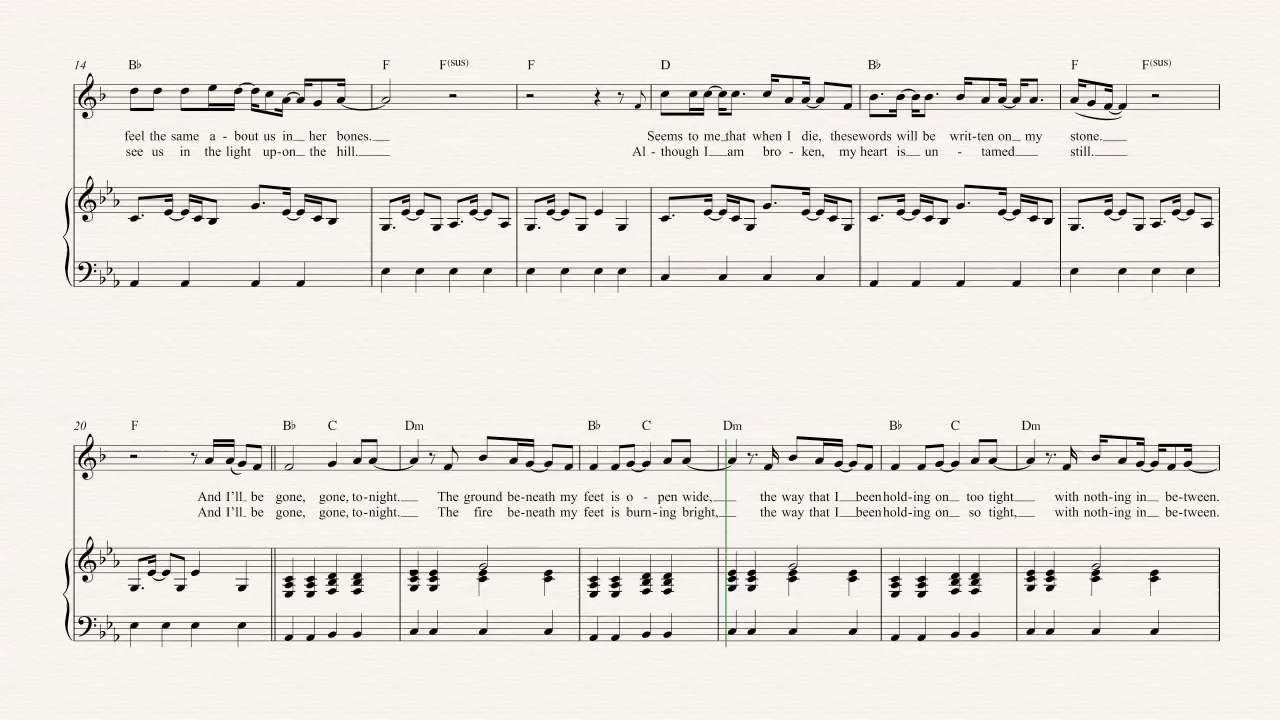 14 B♭ F F(sus) F D B♭ F F(sus)
feel the same a - bout us in her bones. Seems to me that when I die, thesewords will be writ-ten on my stone.
see us in the light up-on the hill. Al - though I am bro - ken, my heart is un - tamed still.
20 F B♭ C Dm B♭ C Dm B♭ C Dm
And I'll be gone, gone, to-night. The ground be-neath my feet is o - pen wide, the way that I been hold-ing on too tight with noth-ing in be-tween.
And I'll be gone, gone, to-night. The fire be-neath my feet is burn-ing bright, the way that I been hold-ing on so tight, with noth-ing in be-tween.